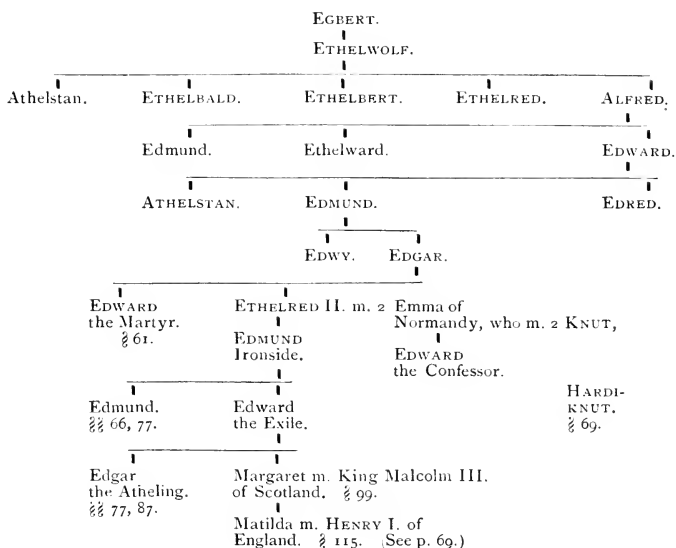 EGBERT.
ETHELWOLF.
Athelstan. ETHELBALD. ETHELBERT. ETHELRED. ALFRED.
Edmund. Ethelward. EDWARD.
ATHELSTAN. EDMUND. EDRED.
EDWY. EDGAR.
EDWARD ETHELRED II. m. 2 Emma of
the Martyr. Normandy, who m. 2 KNUT,
§ 61. EDMUND
Ironside. EDWARD
the Confessor.
Edmund. Edward HARDI-
§§ 66, 77. the Exile. KNUT.
§ 69.
Edgar Margaret m. King Malcolm III.
the Atheling. of Scotland. § 99.
§§ 77, 87.
Matilda m. HENRY I. of
England. § 115. (See p. 69.)